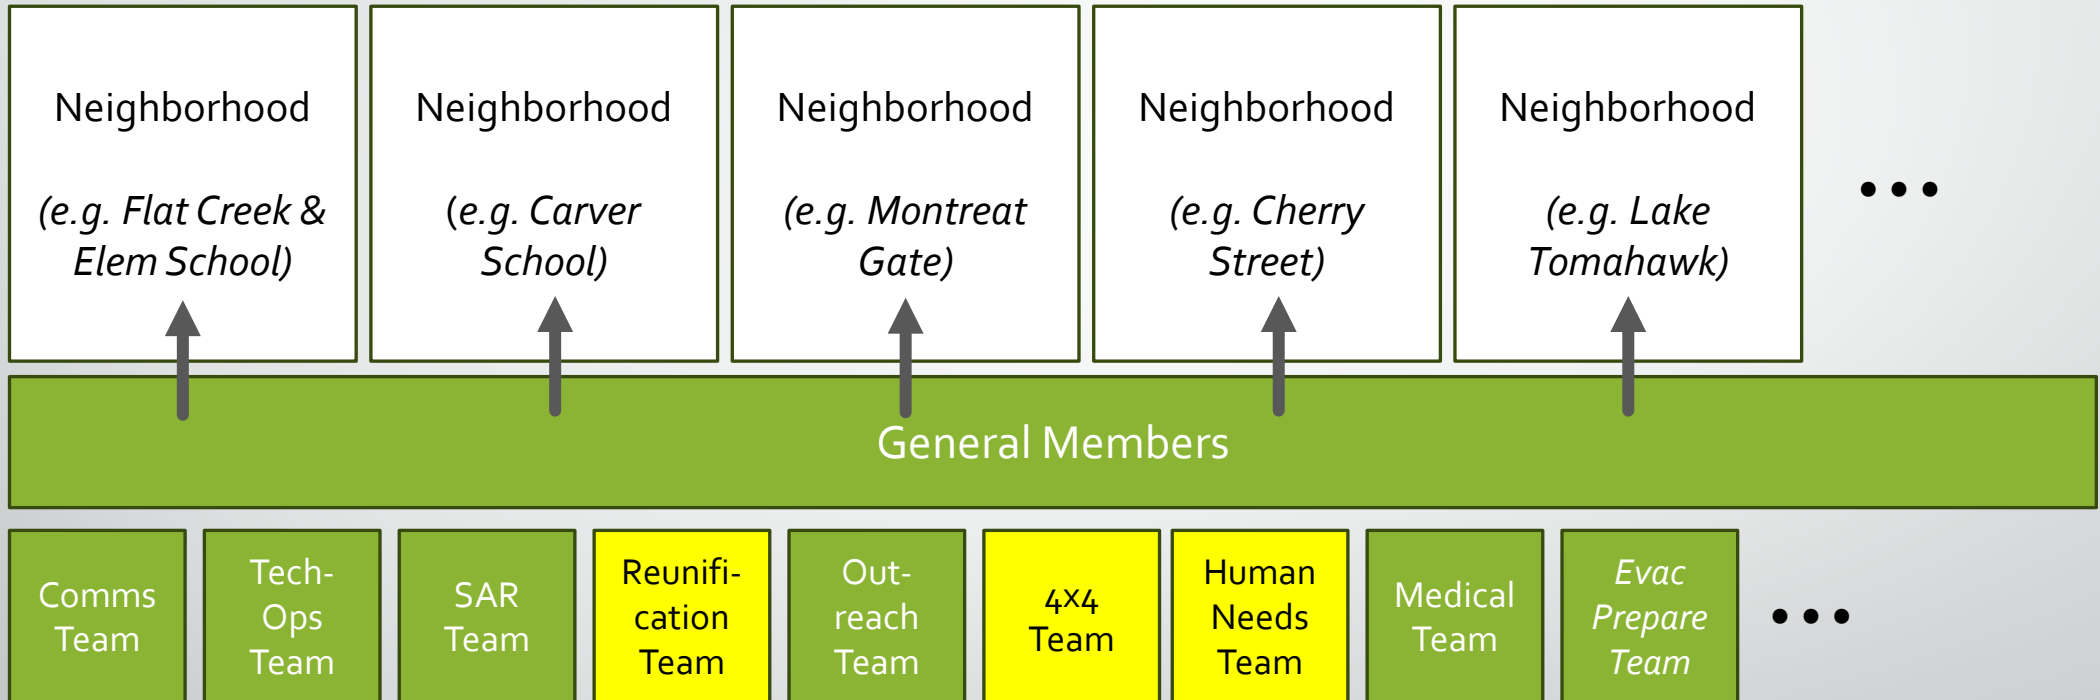 Neighborhood
(e.g. Flat Creek &
Elem School)
Neighborhood
(e.g. Carver
School)
Neighborhood
(e.g. Montreat
Gate)
Neighborhood
(e.g. Cherry
Street)
Neighborhood
(e.g. Lake
Tomahawk)
...
General Members
Comms
Team
Tech-
Ops
Team
SAR
Team
Reunifi-
cation
Team
Out-
reach
Team
4x4
Team
Human
Needs
Team
Medical
Team
Evac
Prepare
Team
...